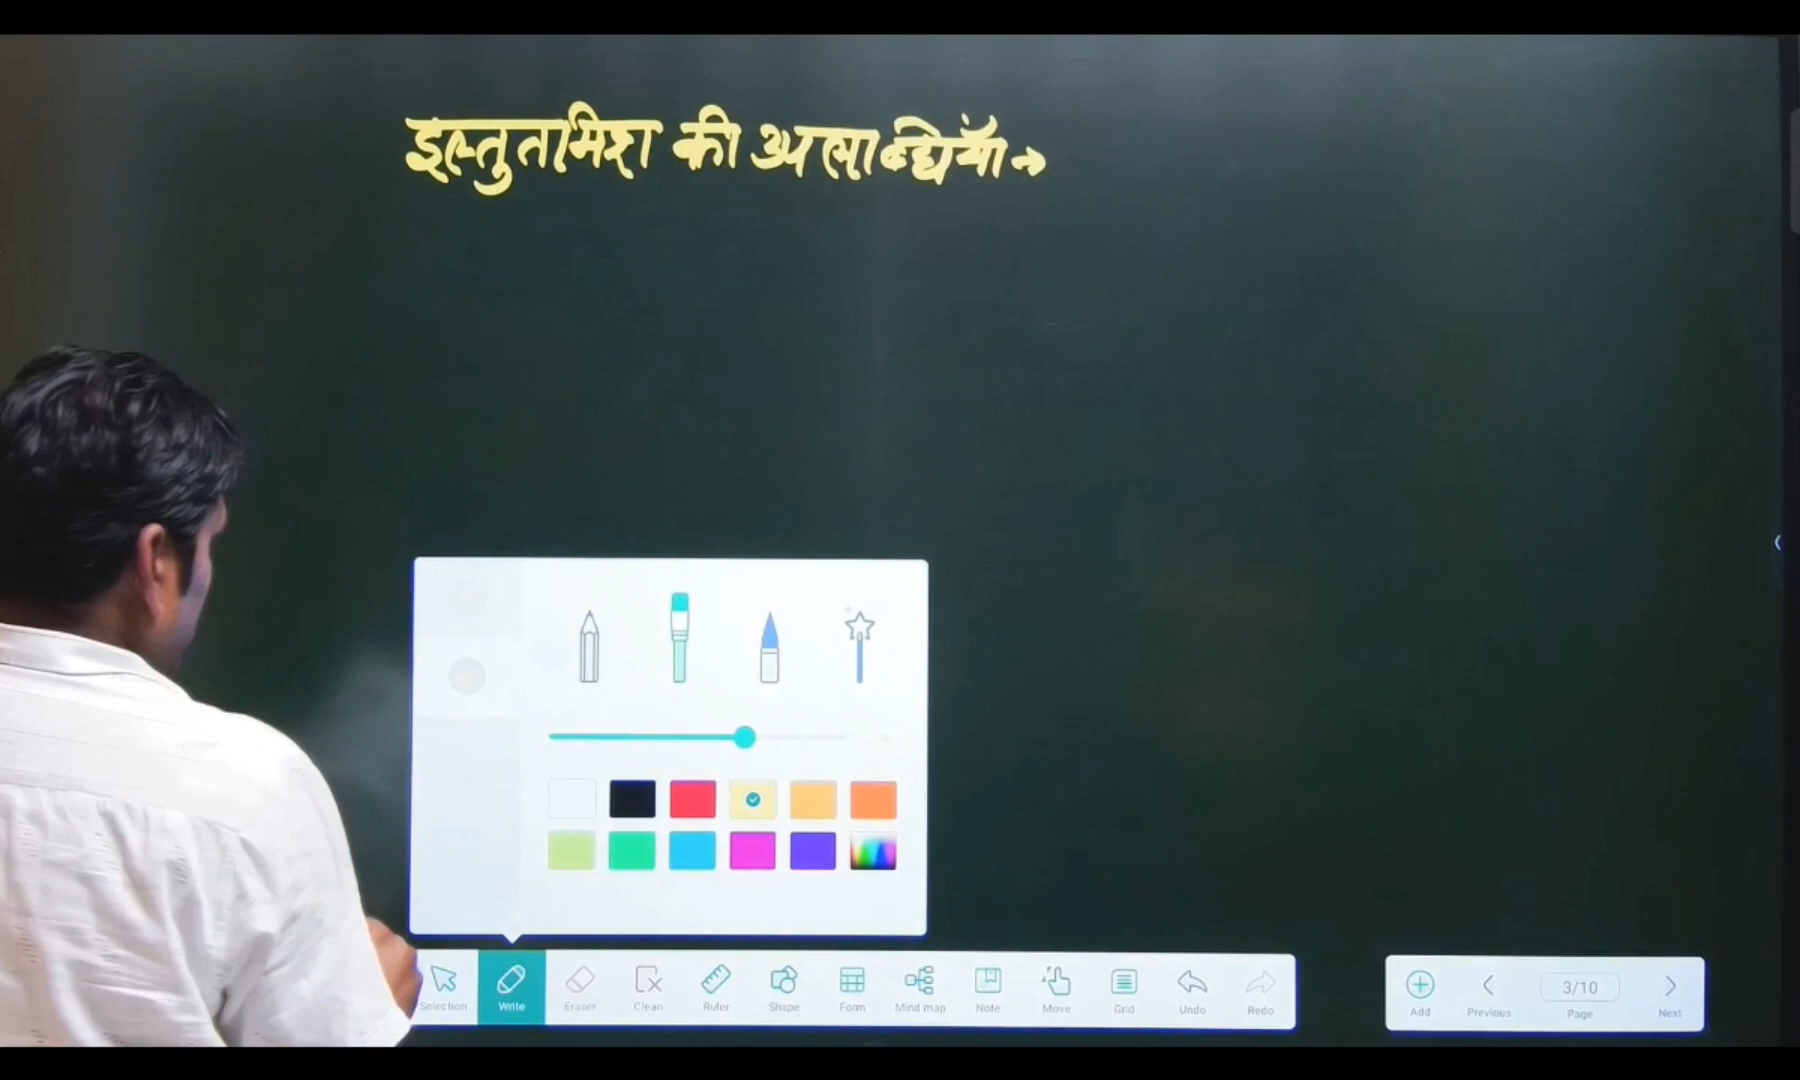 इल्तुतमिश की →
Selection
Write
Eraser
Clean
Ruler
Shape
Form
Mind map
Note
Move
Grid
Undo
Redo
Add
Previous
3/10
Page
Next